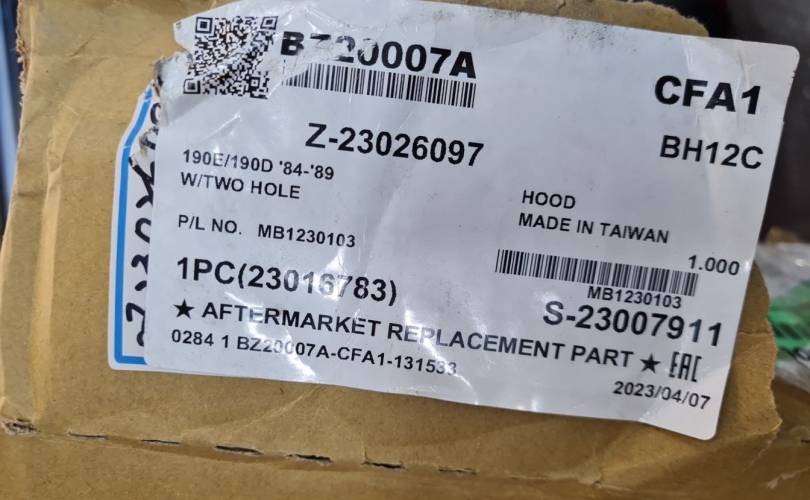 BZ20007A
CFA1
Z-23026097
BH12C
190E/190D '84-'89
W/TWO HOLE
HOOD
MADE IN TAIWAN
P/L NO. MB1230103
1.000
MB1230103
1PC(23016783)
S-23007911
★ AFTERMARKET REPLACEMENT PART ★ EAC
0284 1 BZ20007A-CFA1-131533
2023/04/07